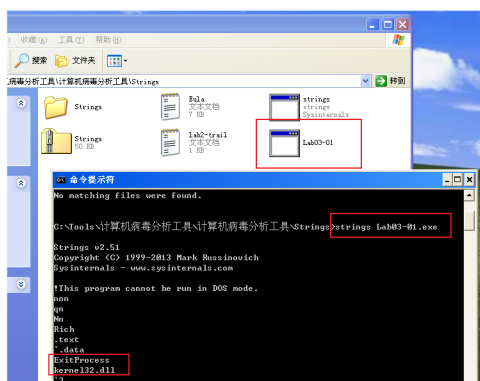 ) 收藏(A) 工具(T) 帮助(H)
搜索 文件夹
病毒分析工具\计算机病毒分析工具\Strings 转到
Strings
Eula
文本文档
7 KB
strings
strings
Sysinternals
Strings
50 KB
lab2-trail
文本文档
1 KB
Lab03-01
命令提示符
No matching files were found.
C:\Tools\计算机病毒分析工具\计算机病毒分析工具\Strings>strings Lab03-01.exe
Strings v2.51
Copyright (C) 1999-2013 Mark Russinovich
Sysinternals - www.sysinternals.com
!This program cannot be run in DOS mode.
nnn
qn
Nn
Rich
.text
`.data
ExitProcess
kernel32.dll